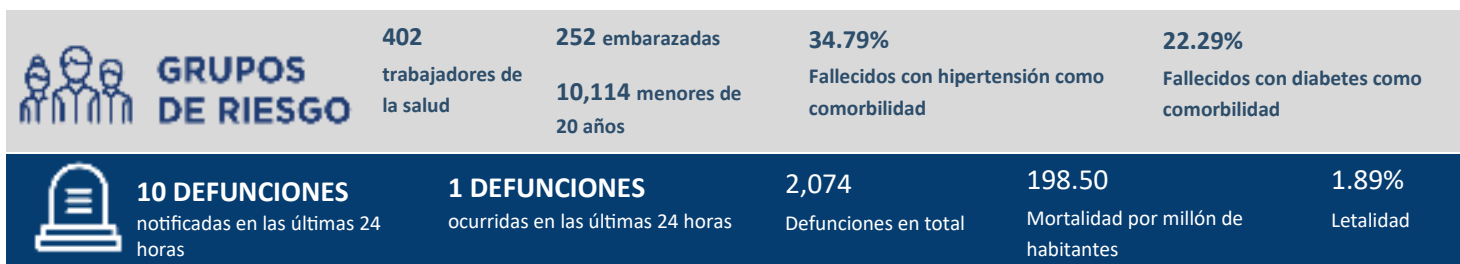 GRUPOS
DE RIESGO
402
trabajadores de
la salud
252 embarazadas
10,114 menores de
20 años
34.79%
Fallecidos con hipertensión como
comorbilidad
22.29%
Fallecidos con diabetes como
comorbilidad
10 DEFUNCIONES
notificadas en las últimas 24
horas
1 DEFUNCIONES
ocurridas en las últimas 24 horas
2,074
Defunciones en total
198.50
Mortalidad por millón de
habitantes
1.89%
Letalidad